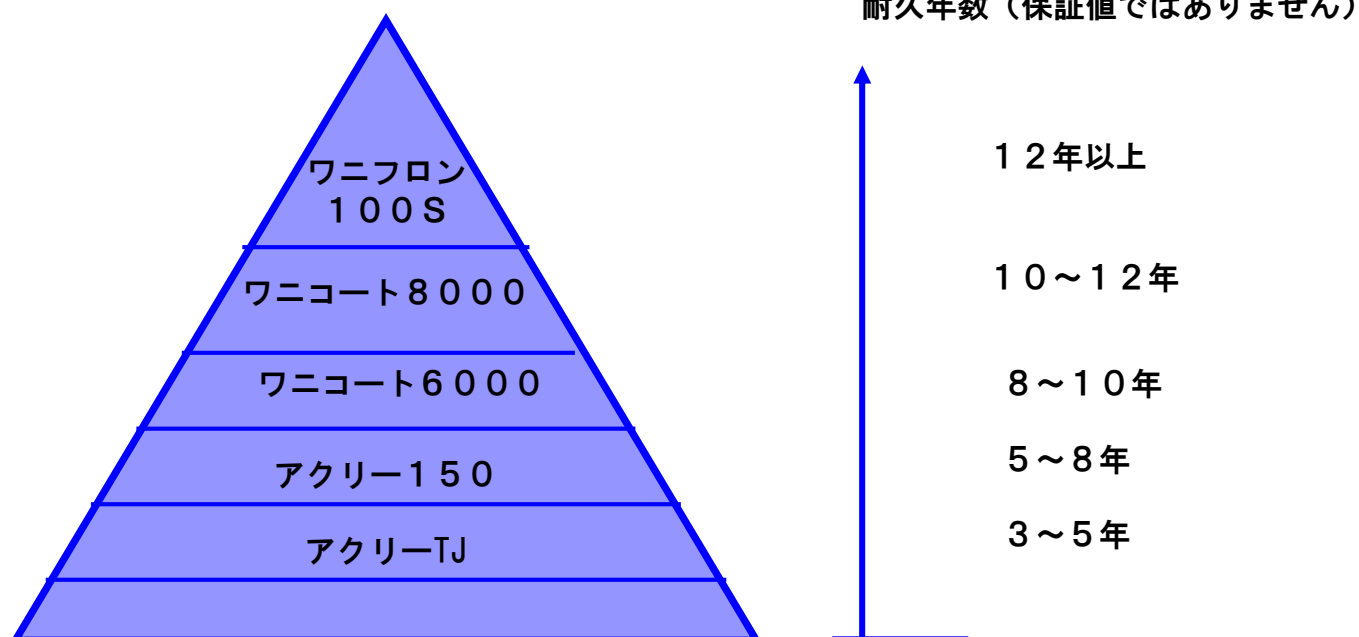 耐久年数（保証値ではありません）
ワニフロン
１００Ｓ
１２年以上
ワニコート８０００
１０～１２年
ワニコート６０００
８～１０年
アクリー１５０
５～８年
アクリーTJ
３～５年